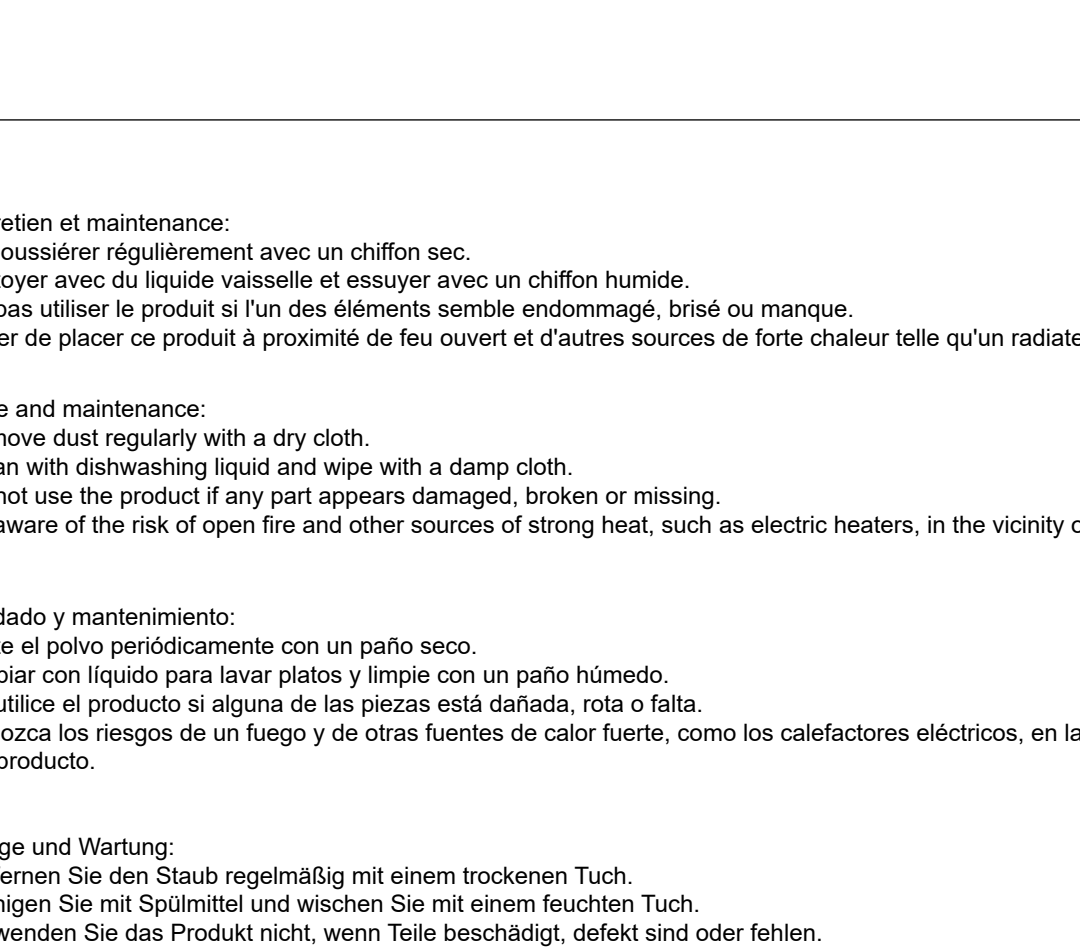 etien et maintenance:
oussiérer régulièrement avec un chiffon sec.
toyer avec du liquide vaisselle et essuyer avec un chiffon humide.
pas utiliser le produit si l'un des éléments semble endommagé, brisé ou manque.
er de placer ce produit à proximité de feu ouvert et d'autres sources de forte chaleur telle qu'un radiate
e and maintenance:
move dust regularly with a dry cloth.
an with dishwashing liquid and wipe with a damp cloth.
not use the product if any part appears damaged, broken or missing.
aware of the risk of open fire and other sources of strong heat, such as electric heaters, in the vicinity o
dado y mantenimiento:
te el polvo periódicamente con un paño seco.
piar con líquido para lavar platos y limpie con un paño húmedo.
utilice el producto si alguna de las piezas está dañada, rota o falta.
ozca los riesgos de un fuego y de otras fuentes de calor fuerte, como los calefactores eléctricos, en la
producto.
ge und Wartung:
fernen Sie den Staub regelmäßig mit einem trockenen Tuch.
nigen Sie mit Spülmittel und wischen Sie mit einem feuchten Tuch.
wenden Sie das Produkt nicht, wenn Teile beschädigt, defekt sind oder fehlen.